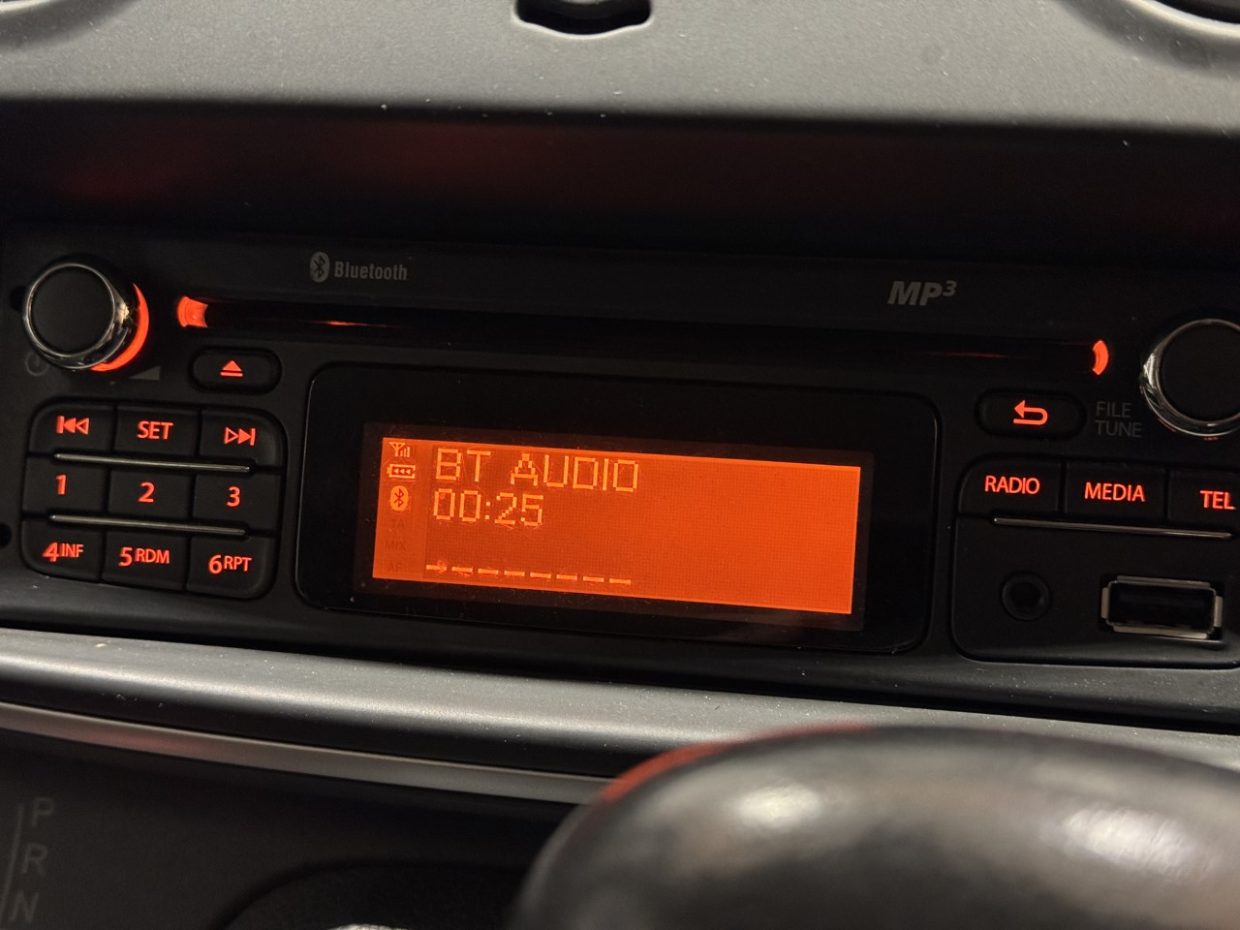 Bluetooth
MP3
FILE
TUNE
SET
1
2
3
4INF
5RDM
6RPT
BT AUDIO
00:25
RADIO
MEDIA
TEL
P
R
N